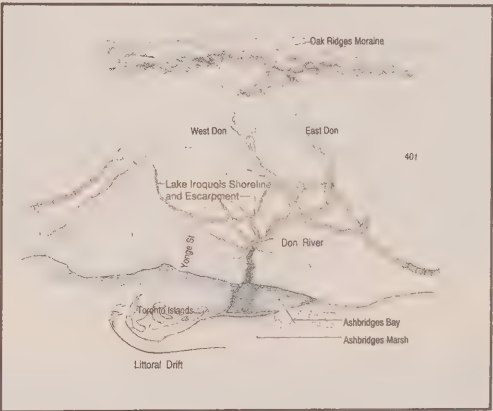 Oak Ridges Moraine
West Don
East Don
401
Lake Iroquois Shoreline
and Escarpment
Yonge St
Don River
Toronto Islands
Ashbridges Bay
Ashbridges Marsh
Littoral Drift